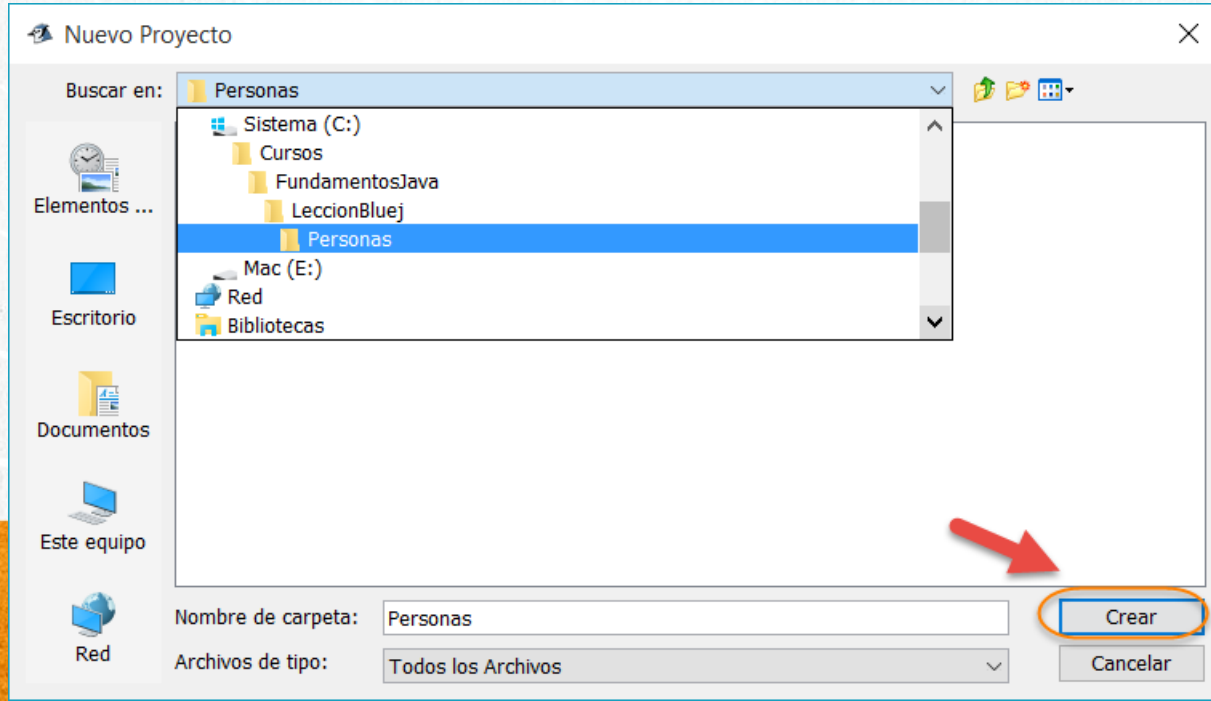 Nuevo Proyecto
Buscar en: Personas
Sistema (C:)
Cursos
FundamentosJava
LeccionBluej
Personas
Mac (E:)
Red
Bibliotecas
Elementos ...
Escritorio
Documentos
Este equipo
Red
Nombre de carpeta: Personas Crear
Archivos de tipo: Todos los Archivos Cancelar